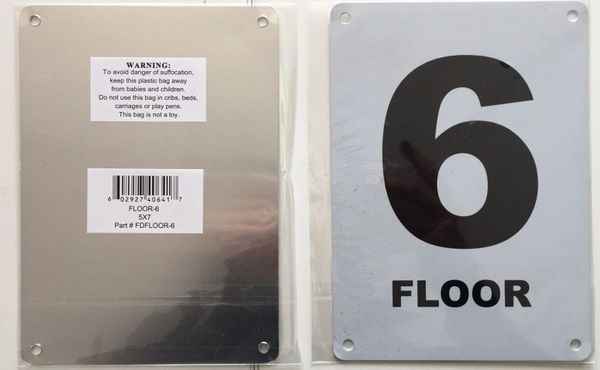 WARNING:
To avoid danger of suffocation,
keep this plastic bag away
from babies and children.
Do not use this bag in cribs, beds,
carriages or play pens.
This bag is not a toy.
6 02927 40641 7
FLOOR-6
5X7
Part # FDFLOOR-6
6
FLOOR